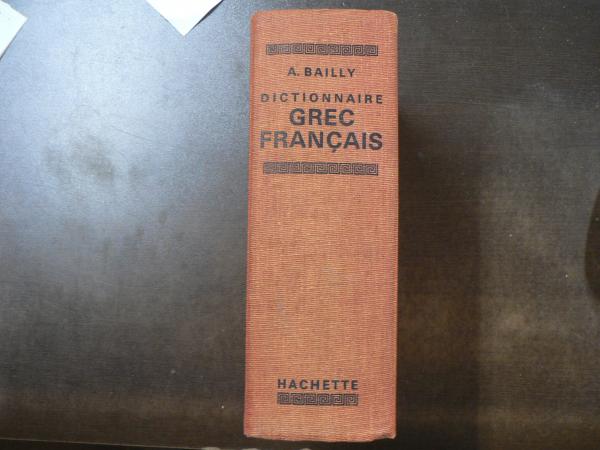 A. BAILLY
DICTIONNAIRE
GREC
FRANÇAIS
HACHETTE